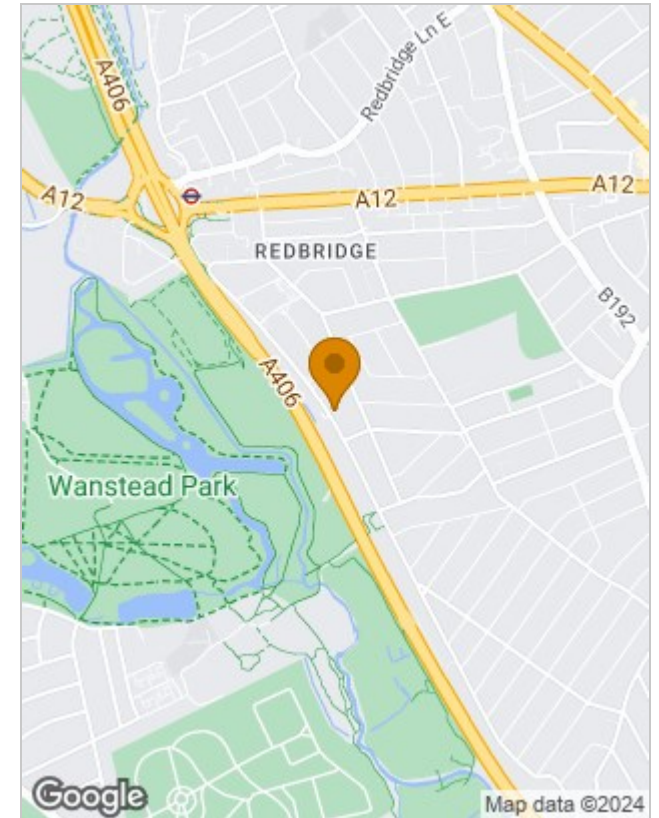 A406
Redbridge Ln E
A12
A12
A12
REDBRIDGE
B192
A406
Wanstead Park
Google
Map data ©2024